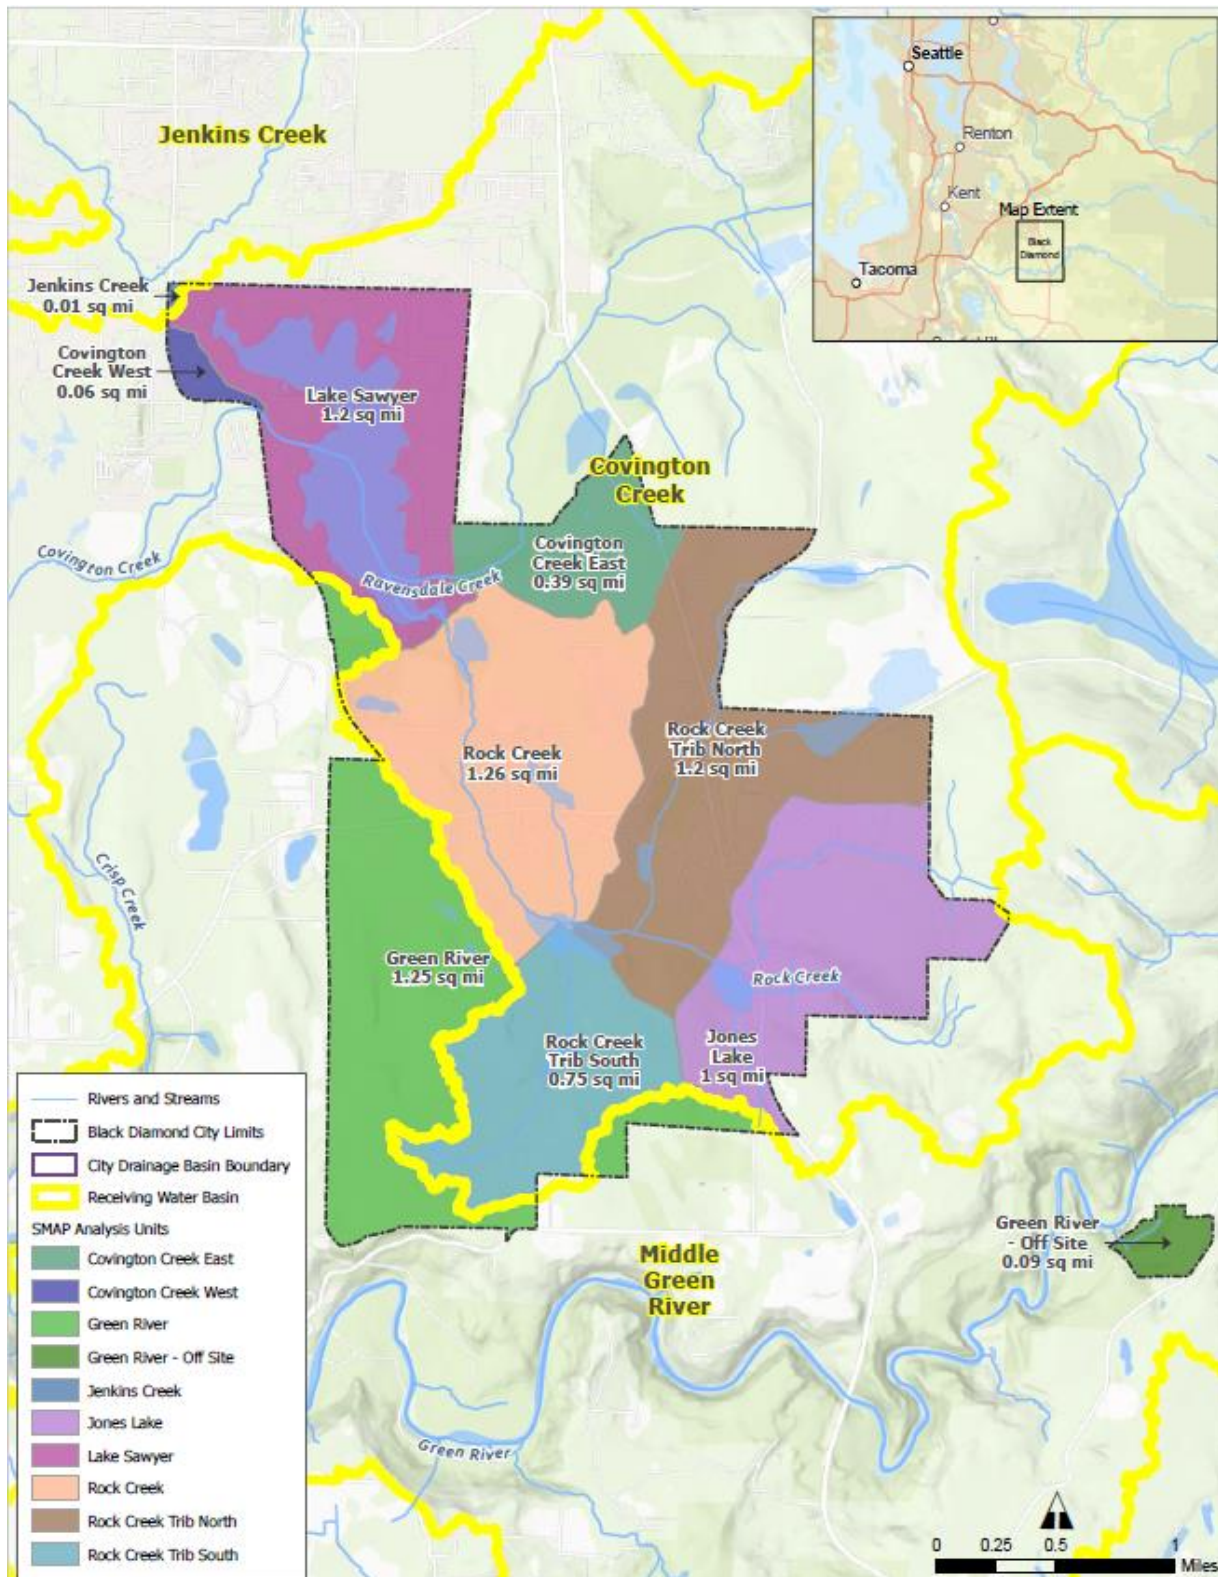 Jenkins Creek
Seattle
Renton
Kent
Map Extent
Black
Diamond
Tacoma
Jenkins Creek
0.01 sq mi
Covington
Creek West
0.06 sq mi
Lake Sawyer
1.2 sq mi
Covington
Creek
Covington
Creek East
0.39 sq mi
Covington Creek
Ravensdale Creek
Rock Creek
1.26 sq mi
Rock Creek
Trib North
1.2 sq mi
Crisp Creek
Green River
1.25 sq mi
Rock Creek
Rock Creek
Trib South
0.75 sq mi
Jones
Lake
1 sq mi
Green River
- Off Site
0.09 sq mi
Middle
Green
River
Green River
Rivers and Streams
Black Diamond City Limits
City Drainage Basin Boundary
Receiving Water Basin
SMAP Analysis Units
Covington Creek East
Covington Creek West
Green River
Green River - Off Site
Jenkins Creek
Jones Lake
Lake Sawyer
Rock Creek
Rock Creek Trib North
Rock Creek Trib South
0 0.25 0.5 1
Miles